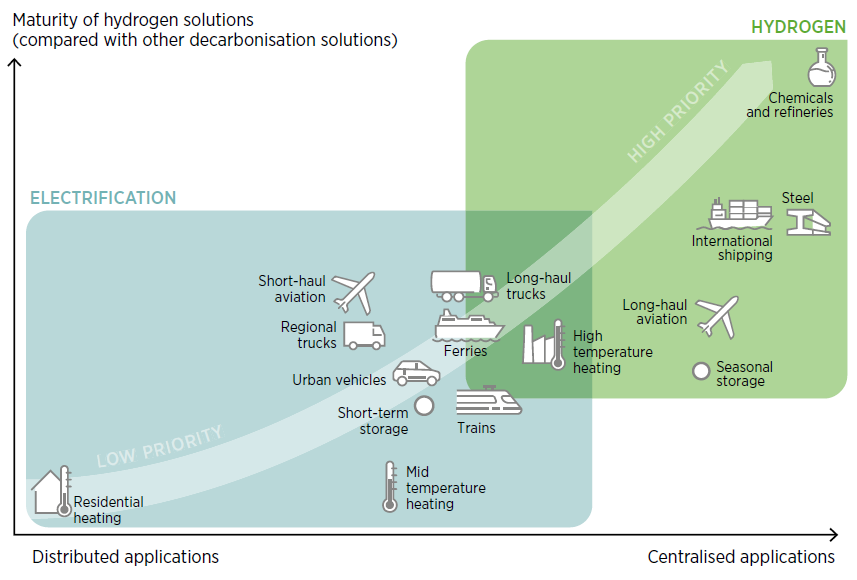 Maturity of hydrogen solutions
(compared with other decarbonisation solutions)
HYDROGEN
HIGH PRIORITY
Chemicals
and refineries
ELECTRIFICATION
Steel
International
shipping
Short-haul
aviation
Long-haul
trucks
Long-haul
aviation
Regional
trucks
Ferries
High
temperature
heating
Urban vehicles
Seasonal
storage
Short-term
storage
Trains
LOW PRIORITY
Mid
temperature
heating
Residential
heating
Distributed applications
Centralised applications